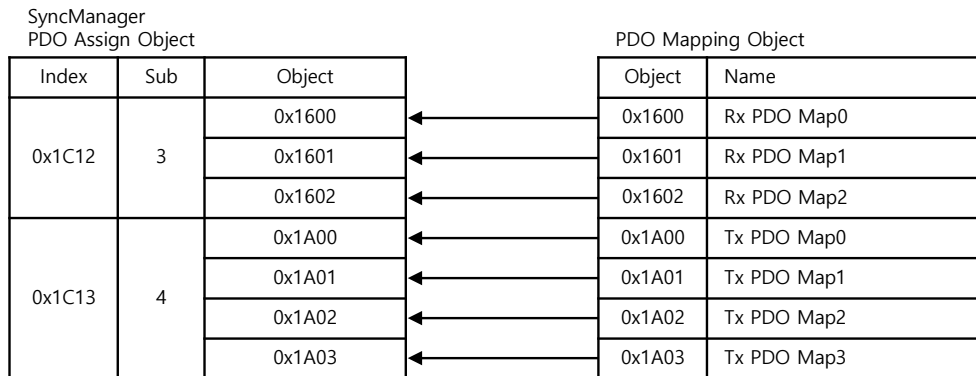 SyncManager
PDO Assign Object
PDO Mapping Object
Index Sub Object
Object Name
0x1C12 3
0x1600
0x1601
0x1602
0x1C13 4
0x1A00
0x1A01
0x1A02
0x1A03
0x1600 Rx PDO Map0
0x1601 Rx PDO Map1
0x1602 Rx PDO Map2
0x1A00 Tx PDO Map0
0x1A01 Tx PDO Map1
0x1A02 Tx PDO Map2
0x1A03 Tx PDO Map3